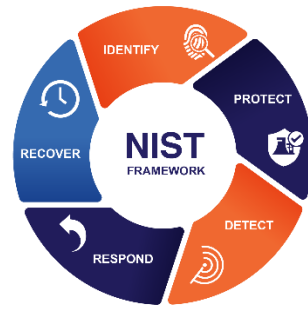 IDENTIFY
PROTECT
DETECT
RESPOND
RECOVER
NIST
FRAMEWORK